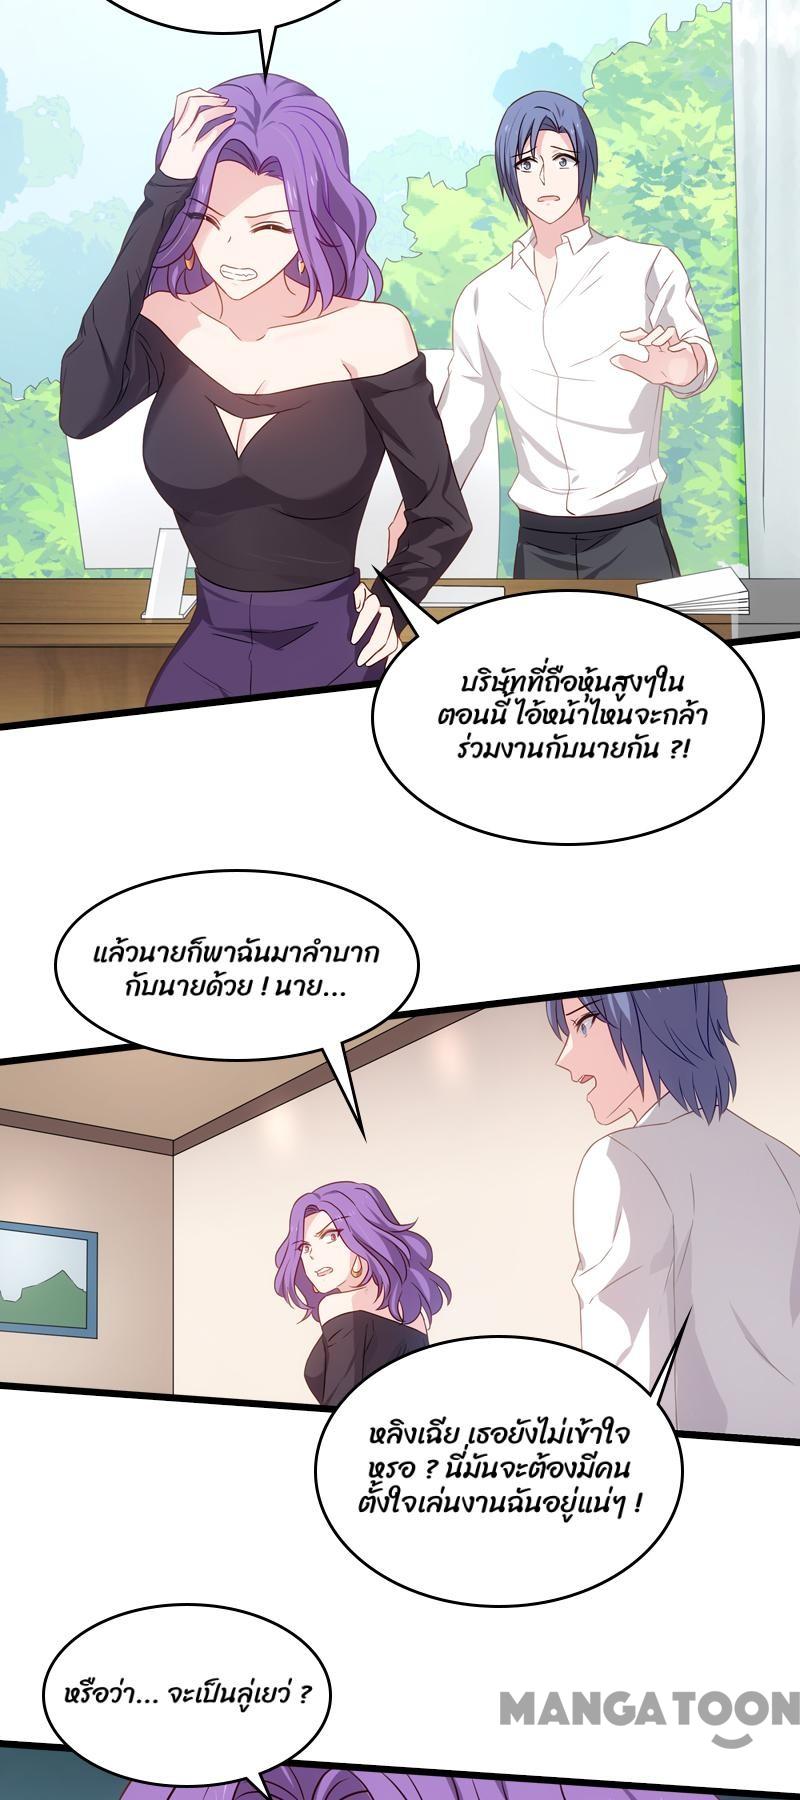 บริษัทที่ถือหุ้นสูงๆใน
ตอนนี้ ไอ้หน้าไหนจะกล้า
ร่วมงานกับนายกัน ?!
แล้วนายก็พาฉันมาลำบาก
กับนายด้วย ! นาย...
หลิงเฉีย เธอยังไม่เข้าใจ
หรอ ? นี่มันจะต้องมีคน
ตั้งใจเล่นงานฉันอยู่แน่ๆ !
หรือว่า... จะเป็นลู่เยว่ ?
MANGATOON